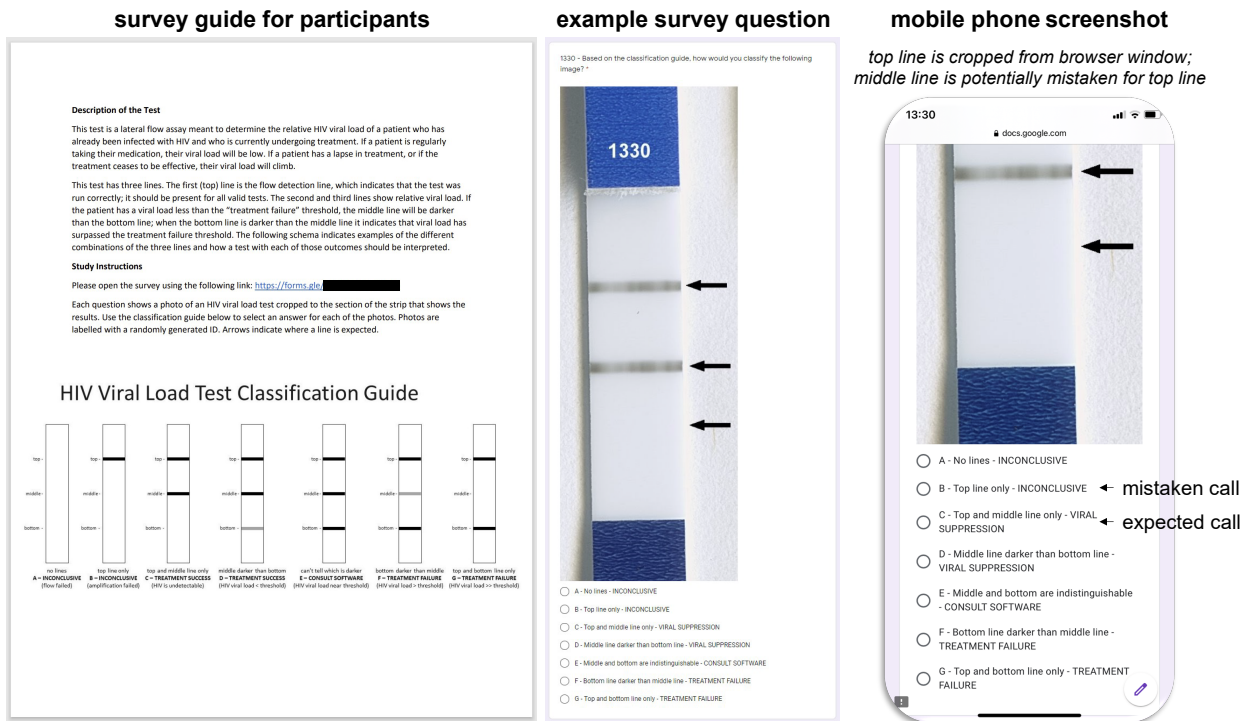 survey guide for participants
Description of the Test
This test is a lateral flow assay meant to determine the relative HIV viral load of a patient who has
already been infected with HIV and who is currently undergoing treatment. If a patient is regularly
taking their medication, their viral load will be low. If a patient has a lapse in treatment, or if the
treatment ceases to be effective, their viral load will climb.
This test has three lines. The first (top) line is the flow detection line, which indicates that the test was
run correctly; it should be present for all valid tests. The second and third lines show relative viral load. If
the patient has a viral load less than the “treatment failure” threshold, the middle line will be darker
than the bottom line; when the bottom line is darker than the middle line it indicates that viral load has
surpassed the treatment failure threshold. The following schema indicates examples of the different
combinations of the three lines and how a test with each of those outcomes should be interpreted.
Study Instructions
Please open the survey using the following link: https://forms.gle/
Each question shows a photo of an HIV viral load test cropped to the section of the strip that shows the
results. Use the classification guide below to select an answer for each of the photos. Photos are
labelled with a randomly generated ID. Arrows indicate where a line is expected.
HIV Viral Load Test Classification Guide
top - top - top - top - top - top - top -
middle - middle - middle - middle - middle - middle - middle -
bottom - bottom - bottom - bottom - bottom - bottom - bottom -
no lines
A – INCONCLUSIVE
(flow failed)
top line only
B – INCONCLUSIVE
(amplification failed)
top and middle line only
C – TREATMENT SUCCESS
(HIV is undetectable)
middle darker than bottom
D – TREATMENT SUCCESS
(HIV viral load < threshold)
can't tell which is darker
E – CONSULT SOFTWARE
(HIV viral load near threshold)
bottom darker than middle
F – TREATMENT FAILURE
(HIV viral load > threshold)
top and bottom line only
G – TREATMENT FAILURE
(HIV viral load >> threshold)
example survey question
1330 - Based on the classification guide, how would you classify the following
image? *
1330
A - No lines - INCONCLUSIVE
B - Top line only - INCONCLUSIVE
C - Top and middle line only - VIRAL SUPPRESSION
D - Middle line darker than bottom line - VIRAL SUPPRESSION
E - Middle and bottom are indistinguishable - CONSULT SOFTWARE
F - Bottom line darker than middle line - TREATMENT FAILURE
G - Top and bottom line only - TREATMENT FAILURE
mobile phone screenshot
top line is cropped from browser window;
middle line is potentially mistaken for top line
13:30
docs.google.com
A - No lines - INCONCLUSIVE
B - Top line only - INCONCLUSIVE
mistaken call
C - Top and middle line only - VIRAL
SUPPRESSION
expected call
D - Middle line darker than bottom line -
VIRAL SUPPRESSION
E - Middle and bottom are indistinguishable
- CONSULT SOFTWARE
F - Bottom line darker than middle line -
TREATMENT FAILURE
G - Top and bottom line only - TREATMENT
FAILURE